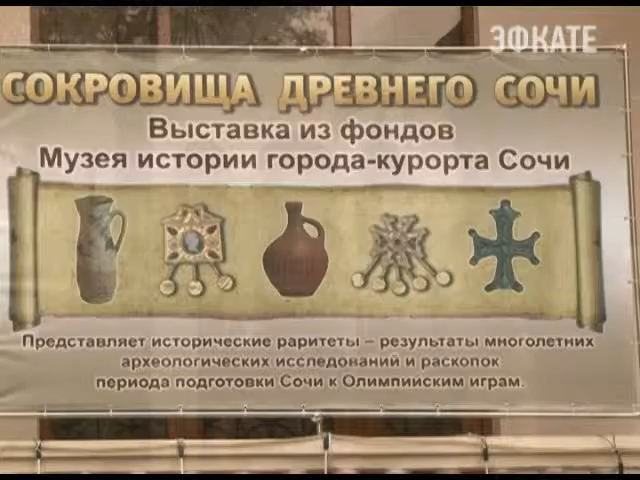 ЭФКАТЕ
СОКРОВИЩА ДРЕВНЕГО СОЧИ
Выставка из фондов
Музея истории города-курорта Сочи
Представляет исторические раритеты – результаты многолетних
археологических исследований и раскопок
периода подготовки Сочи к Олимпийским играм.